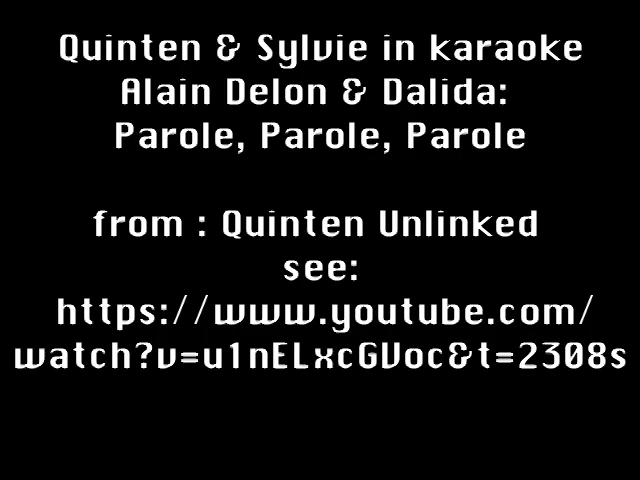 Quinten & Sylvie in karaoke
Alain Delon & Dalida:
Parole, Parole, Parole
from : Quinten Unlinked
see:
https://www.youtube.com/
watch?v=u1nELxcGVoc&t=2308s